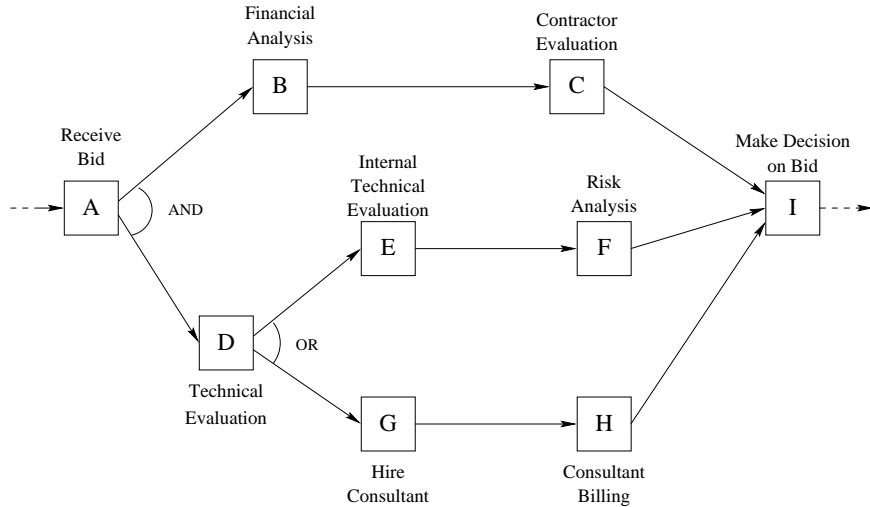 Financial
Analysis
B
Contractor
Evaluation
C
Receive
Bid
A
AND
Internal
Technical
Evaluation
E
Risk
Analysis
F
Make Decision
on Bid
I
D
OR
Technical
Evaluation
G
Hire
Consultant
H
Consultant
Billing